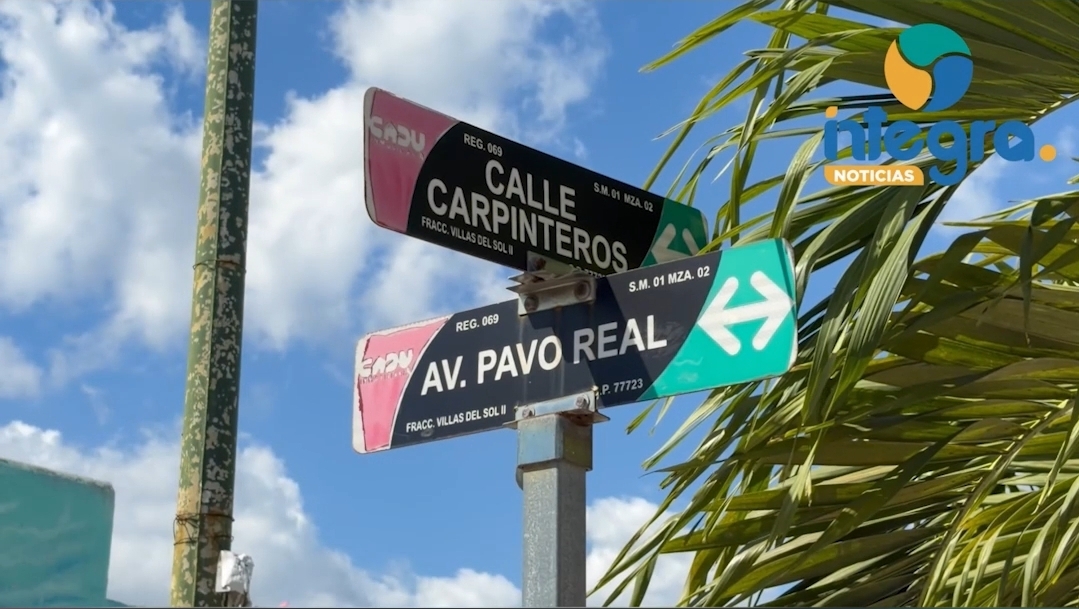 integra.
NOTICIAS
CADU
REG. 069
S.M. 01 MZA. 02
CALLE
CARPINTEROS
FRACC. VILLAS DEL SOL II
CADU
REG. 069
S.M. 01 MZA. 02
AV. PAVO REAL
FRACC. VILLAS DEL SOL II
.P. 77723